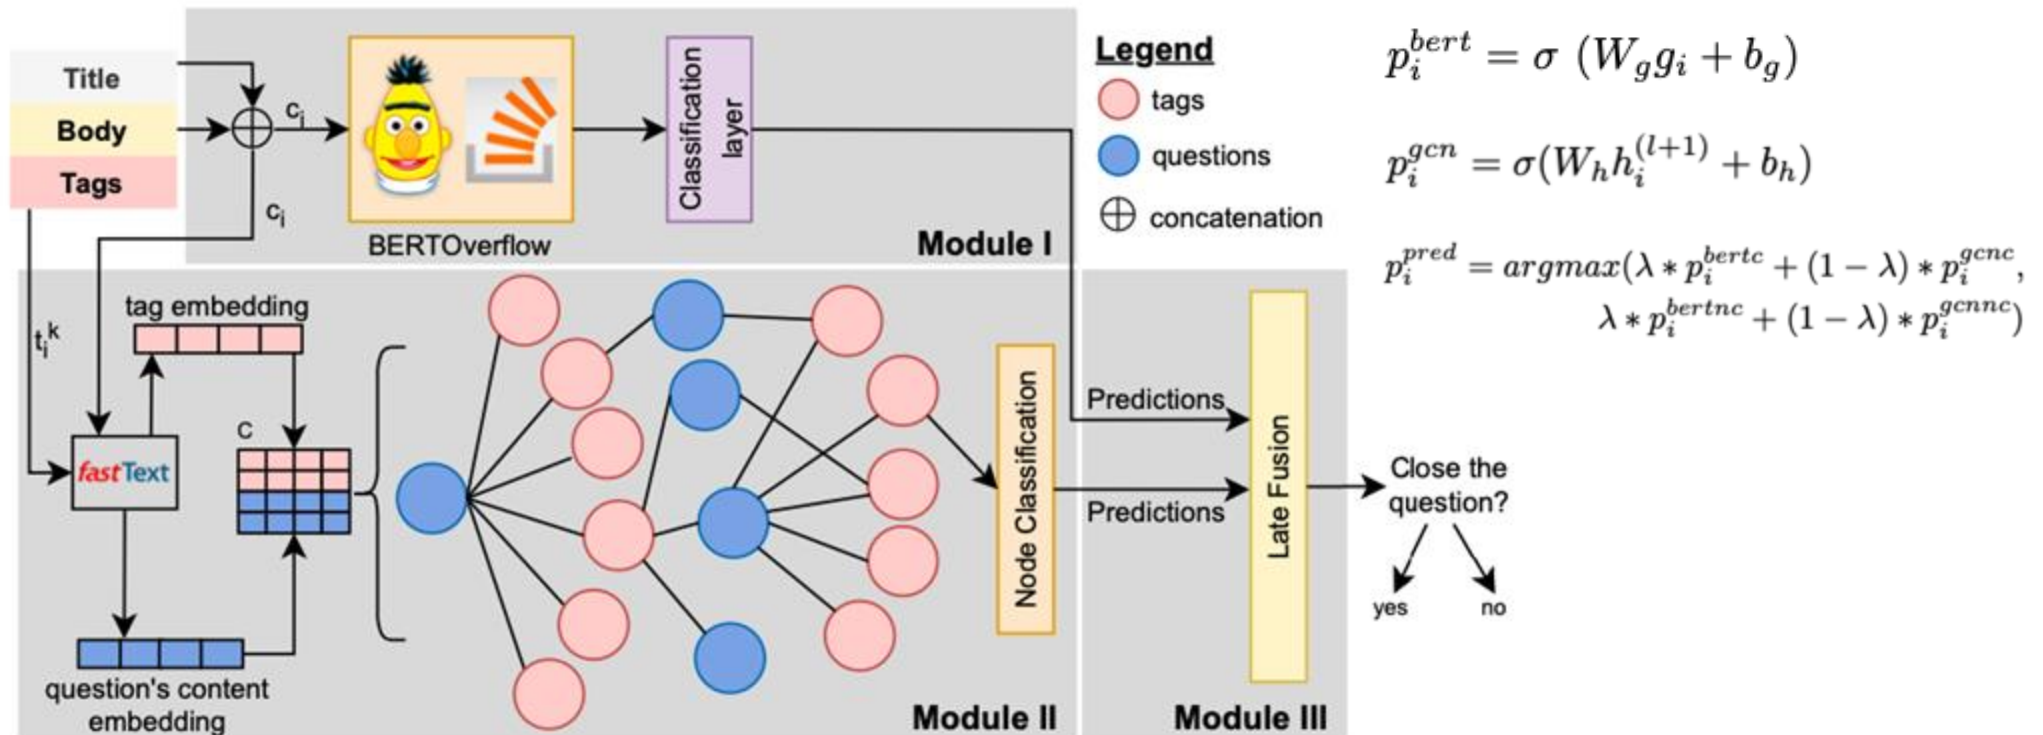 Title
Body
Tags
c_i
c_i
BERTOverflow
Classification
layer
Module I
Legend
tags
questions
concatenation
p_i^{bert} = σ (W_g g_i + b_g)
p_i^{gcn} = σ(W_h h_i^{(l+1)} + b_h)
p_i^{pred} = argmax(λ * p_i^{bertc} + (1 − λ) * p_i^{gcnc},
λ * p_i^{bertnc} + (1 − λ) * p_i^{gcnnc})
t_i^k
tag embedding
C
fastText
question's content
embedding
Node Classification
Module II
Predictions
Predictions
Late Fusion
Module III
Close the
question?
yes
no